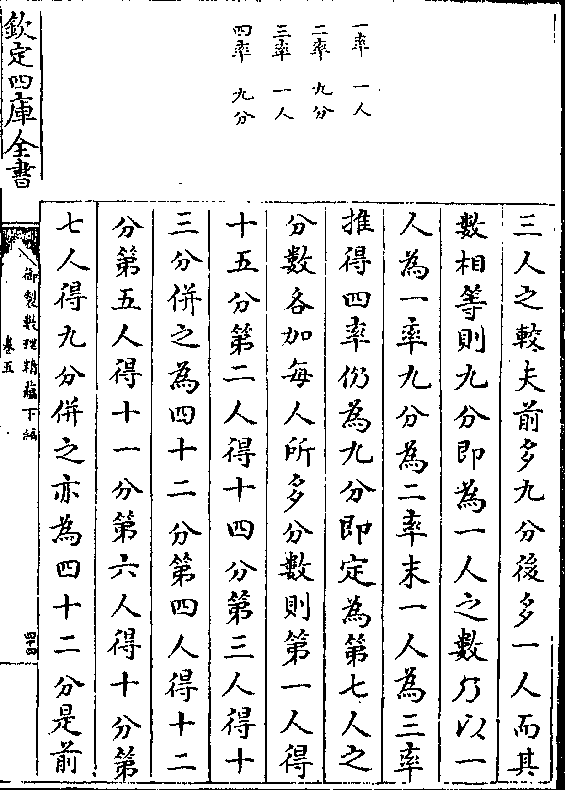 一率　一人
二率　九分
三率　一人
四率　九分
三人之較夫前多九分後多一人而其
數相等則九分即為一人之數乃以一
人為一率九分為二率末一人為三率
推得四率仍為九分即定為第七人之
分數各加每人所多分數則第一人得
十五分第二人得十四分第三人得十
三分併之為四十二分第四人得十二
分第五人得十一分第六人得十分第
七人得九分併之亦為四十二分是前
欽定四庫全書
御製數理精蘊下編
卷五